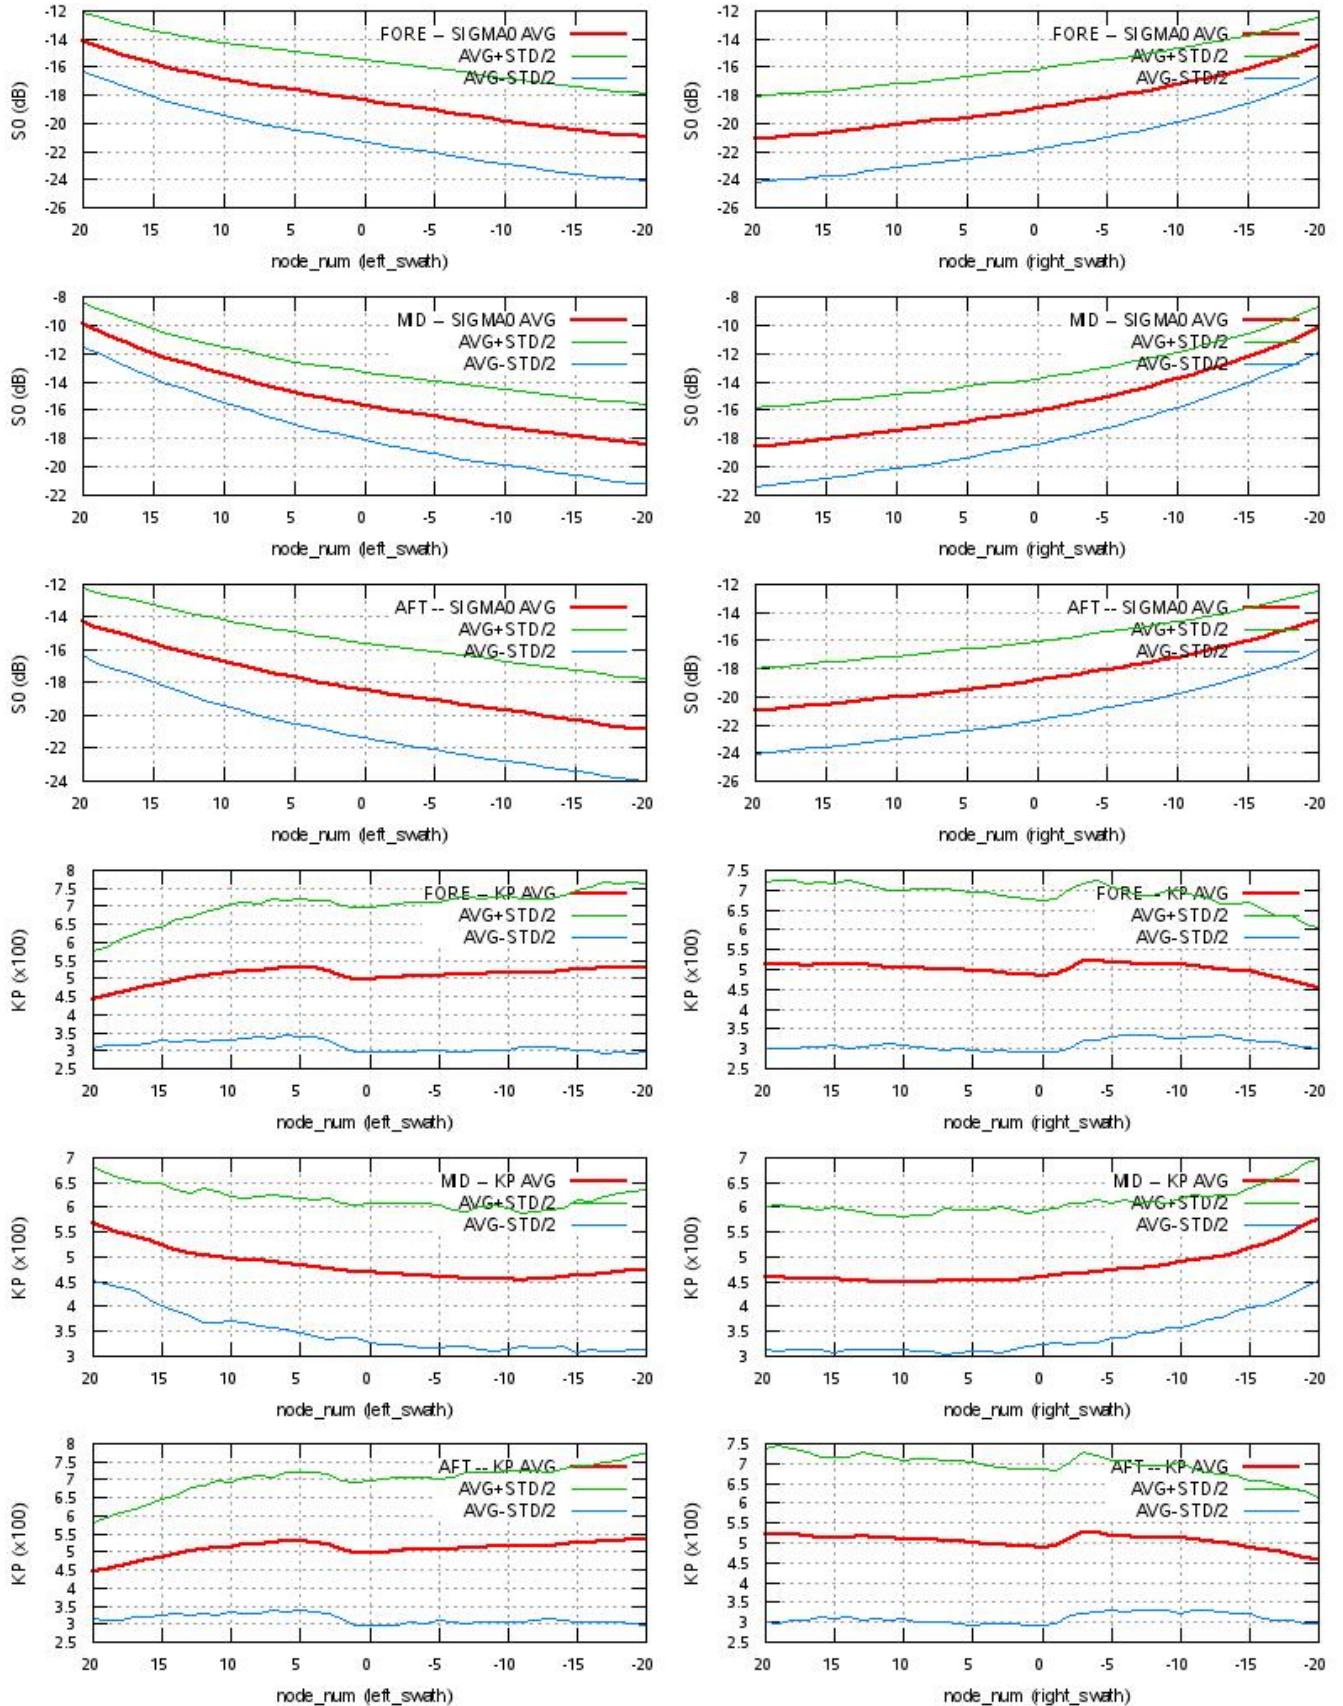 -12
-14
-16
-18
-20
-22
-24
-26
S0 (dB)
FORE -- SIGMA0 AVG
AVG+STD/2
AVG-STD/2
20 15 10 5 0 -5 -10 -15 -20
node_num (left_swath)
-12
-14
-16
-18
-20
-22
-24
-26
S0 (dB)
FORE -- SIGMA0 AVG
AVG+STD/2
AVG-STD/2
20 15 10 5 0 -5 -10 -15 -20
node_num (right_swath)
-8
-10
-12
-14
-16
-18
-20
-22
S0 (dB)
MID -- SIGMA0 AVG
AVG+STD/2
AVG-STD/2
20 15 10 5 0 -5 -10 -15 -20
node_num (left_swath)
-8
-10
-12
-14
-16
-18
-20
-22
S0 (dB)
MID -- SIGMA0 AVG
AVG+STD/2
AVG-STD/2
20 15 10 5 0 -5 -10 -15 -20
node_num (right_swath)
-12
-14
-16
-18
-20
-22
-24
S0 (dB)
AFT -- SIGMA0 AVG
AVG+STD/2
AVG-STD/2
20 15 10 5 0 -5 -10 -15 -20
node_num (left_swath)
-12
-14
-16
-18
-20
-22
-24
-26
S0 (dB)
AFT -- SIGMA0 AVG
AVG+STD/2
AVG-STD/2
20 15 10 5 0 -5 -10 -15 -20
node_num (right_swath)
8
7.5
7
6.5
6
5.5
5
4.5
4
3.5
3
2.5
KP (x100)
FORE -- KP AVG
AVG+STD/2
AVG-STD/2
20 15 10 5 0 -5 -10 -15 -20
node_num (left_swath)
7.5
7
6.5
6
5.5
5
4.5
4
3.5
3
2.5
KP (x100)
FORE -- KP AVG
AVG+STD/2
AVG-STD/2
20 15 10 5 0 -5 -10 -15 -20
node_num (right_swath)
7
6.5
6
5.5
5
4.5
4
3.5
3
KP (x100)
MID -- KP AVG
AVG+STD/2
AVG-STD/2
20 15 10 5 0 -5 -10 -15 -20
node_num (left_swath)
7
6.5
6
5.5
5
4.5
4
3.5
3
KP (x100)
MID -- KP AVG
AVG+STD/2
AVG-STD/2
20 15 10 5 0 -5 -10 -15 -20
node_num (right_swath)
8
7.5
7
6.5
6
5.5
5
4.5
4
3.5
3
2.5
KP (x100)
AFT -- KP AVG
AVG+STD/2
AVG-STD/2
20 15 10 5 0 -5 -10 -15 -20
node_num (left_swath)
7.5
7
6.5
6
5.5
5
4.5
4
3.5
3
2.5
KP (x100)
AFT -- KP AVG
AVG+STD/2
AVG-STD/2
20 15 10 5 0 -5 -10 -15 -20
node_num (right_swath)